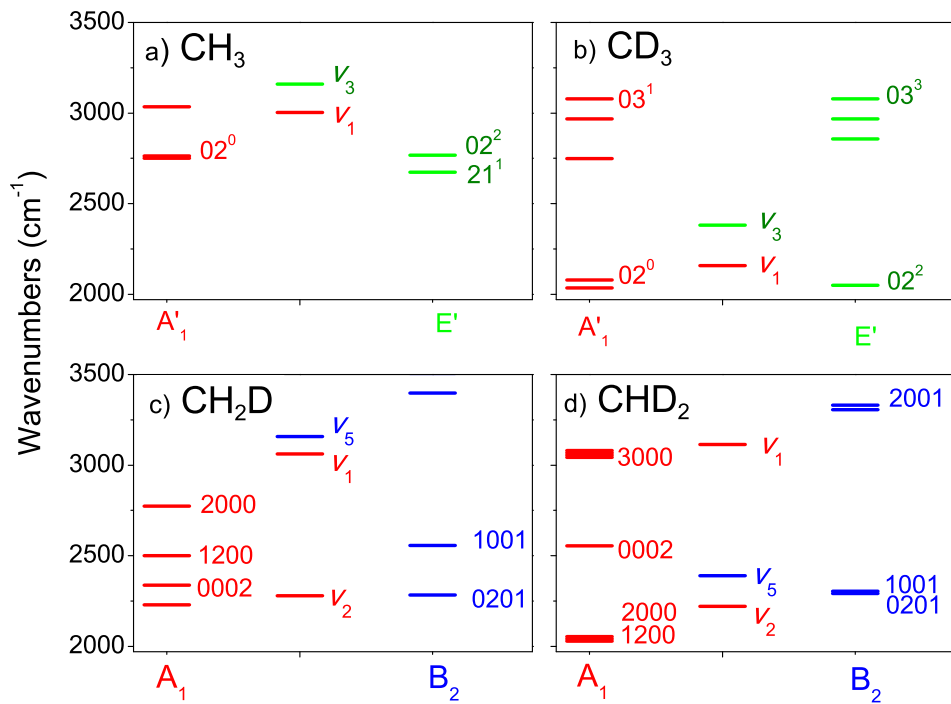 Wavenumbers (cm⁻¹)
3500
3000
2500
2000
a) CH₃
ν₃
ν₁
02⁰
02²
21¹
A'₁
E'
b) CD₃
03¹
03³
ν₃
ν₁
02⁰
02²
A'₁
E'
3500
3000
2500
2000
c) CH₂D
ν₅
ν₁
2000
1200
1001
0002
ν₂
0201
A₁
B₂
d) CHD₂
2001
3000
ν₁
0002
ν₅
1001
2000
ν₂
0201
1200
A₁
B₂